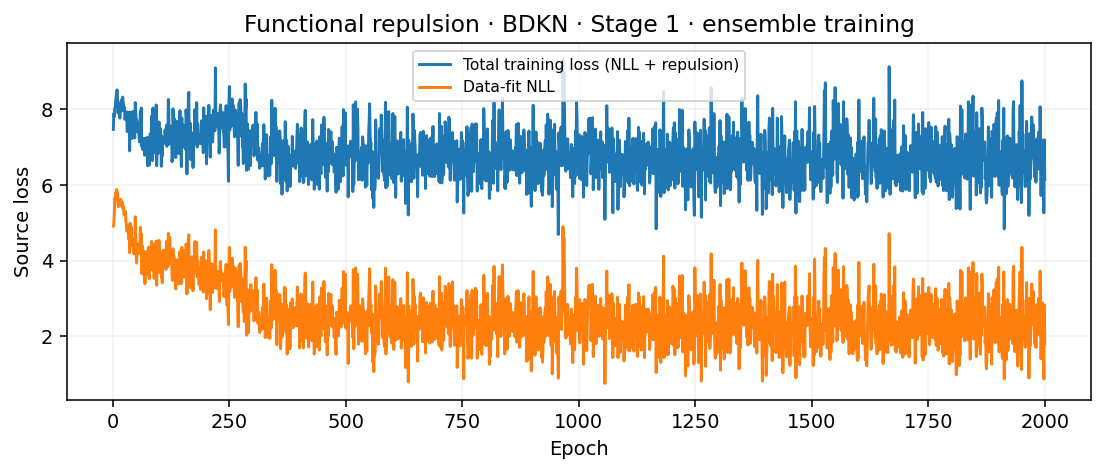 Functional repulsion · BDKN · Stage 1 · ensemble training
Total training loss (NLL + repulsion)
Data-fit NLL
Source loss
8
6
4
2
0 250 500 750 1000 1250 1500 1750 2000
Epoch